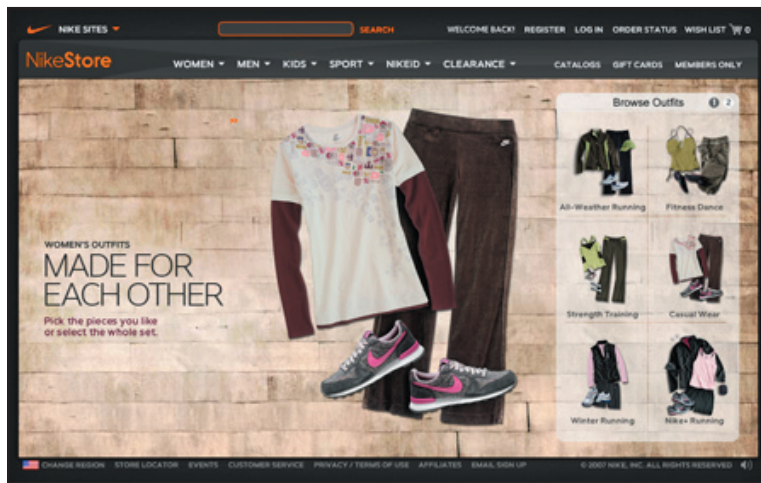 NIKE SITES
SEARCH
WELCOME BACK! REGISTER LOG IN ORDER STATUS WISH LIST 0
NikeStore
WOMEN MEN KIDS SPORT NIKEiD CLEARANCE
CATALOGS GIFT CARDS MEMBERS ONLY
Browse Outfits 1 2
All-Weather Running Fitness Dance
Strength Training Casual Wear
Winter Running Nike+ Running
WOMEN'S OUTFITS
MADE FOR
EACH OTHER
Pick the pieces you like
or select the whole set.
CHANGE REGION STORE LOCATOR EVENTS CUSTOMER SERVICE PRIVACY / TERMS OF USE AFFILIATES EMAIL SIGN UP
© 2007 NIKE, INC. ALL RIGHTS RESERVED